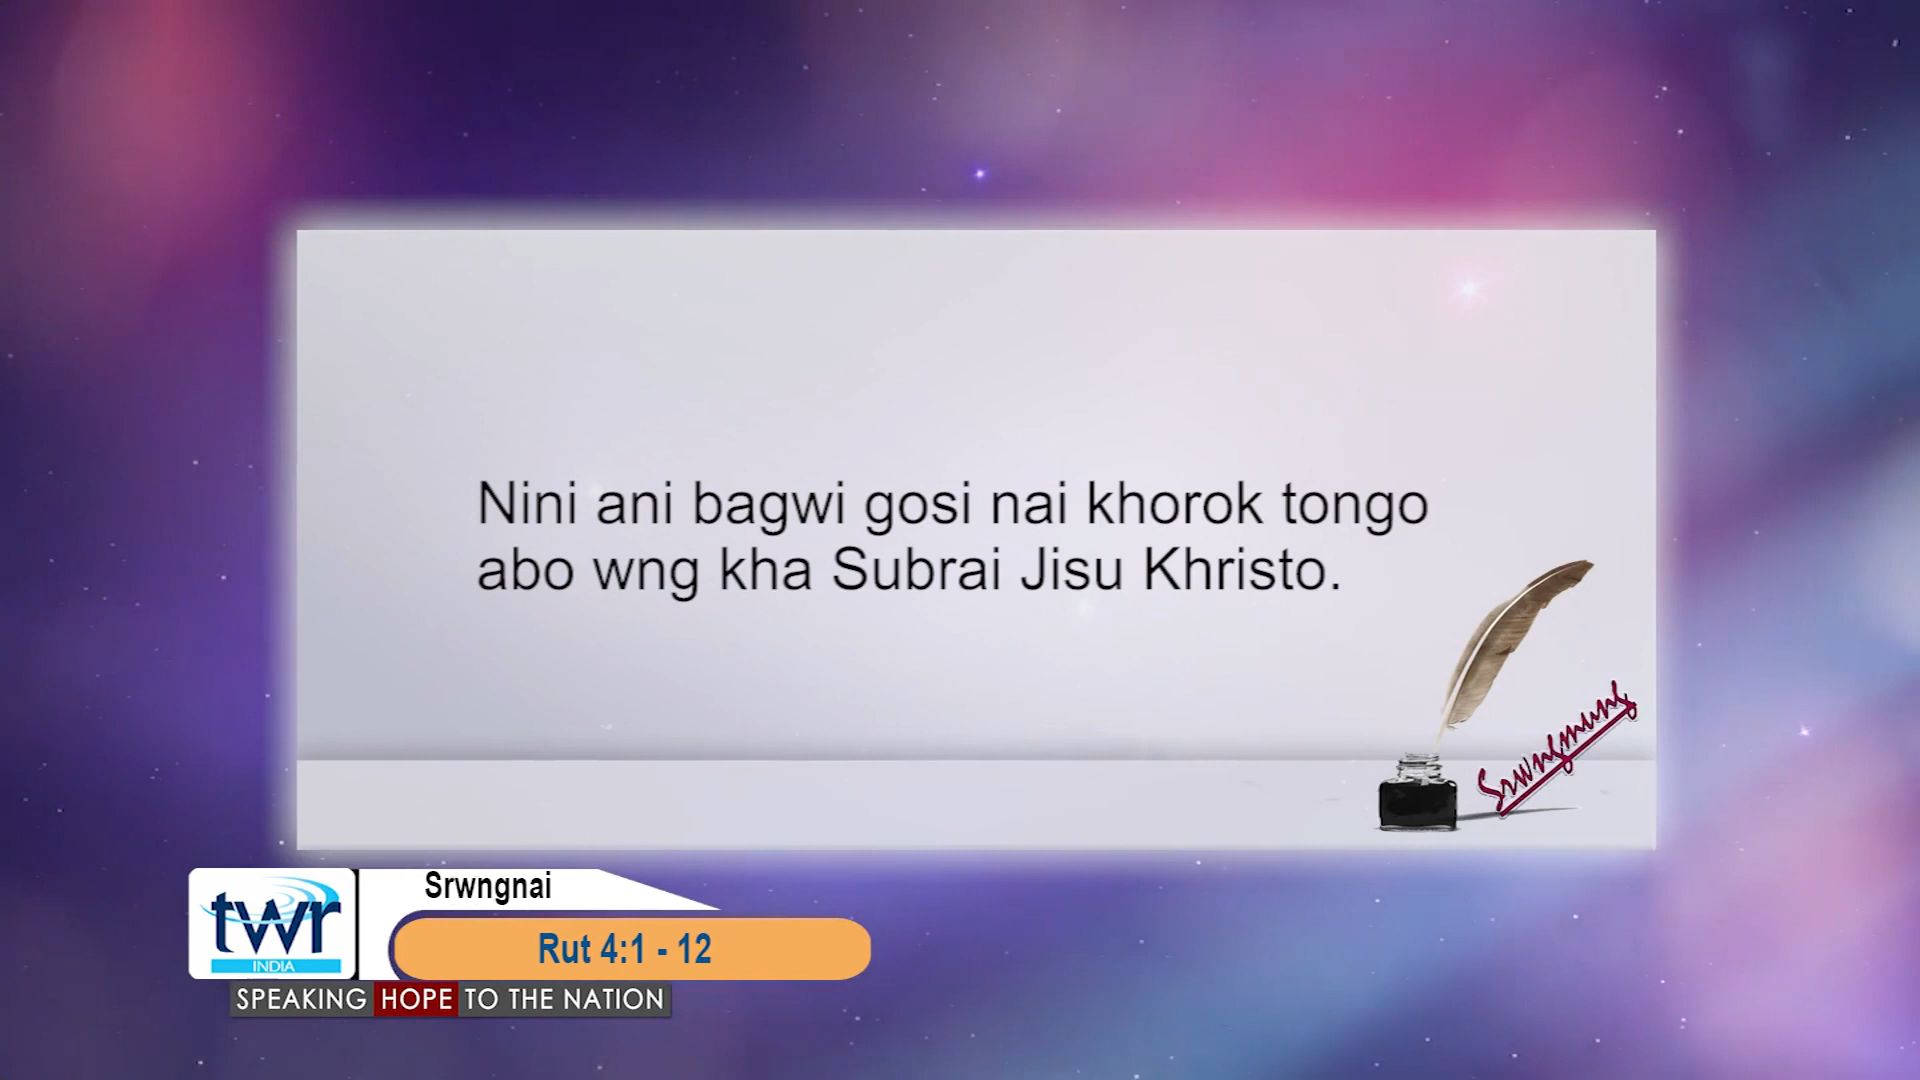 Nini ani bagwi gosi nai khorok tongo
abo wng kha Subrai Jisu Khristo.
Srwngmung
Srwngnai
twr
INDIA
Rut 4:1 - 12
SPEAKING HOPE TO THE NATION